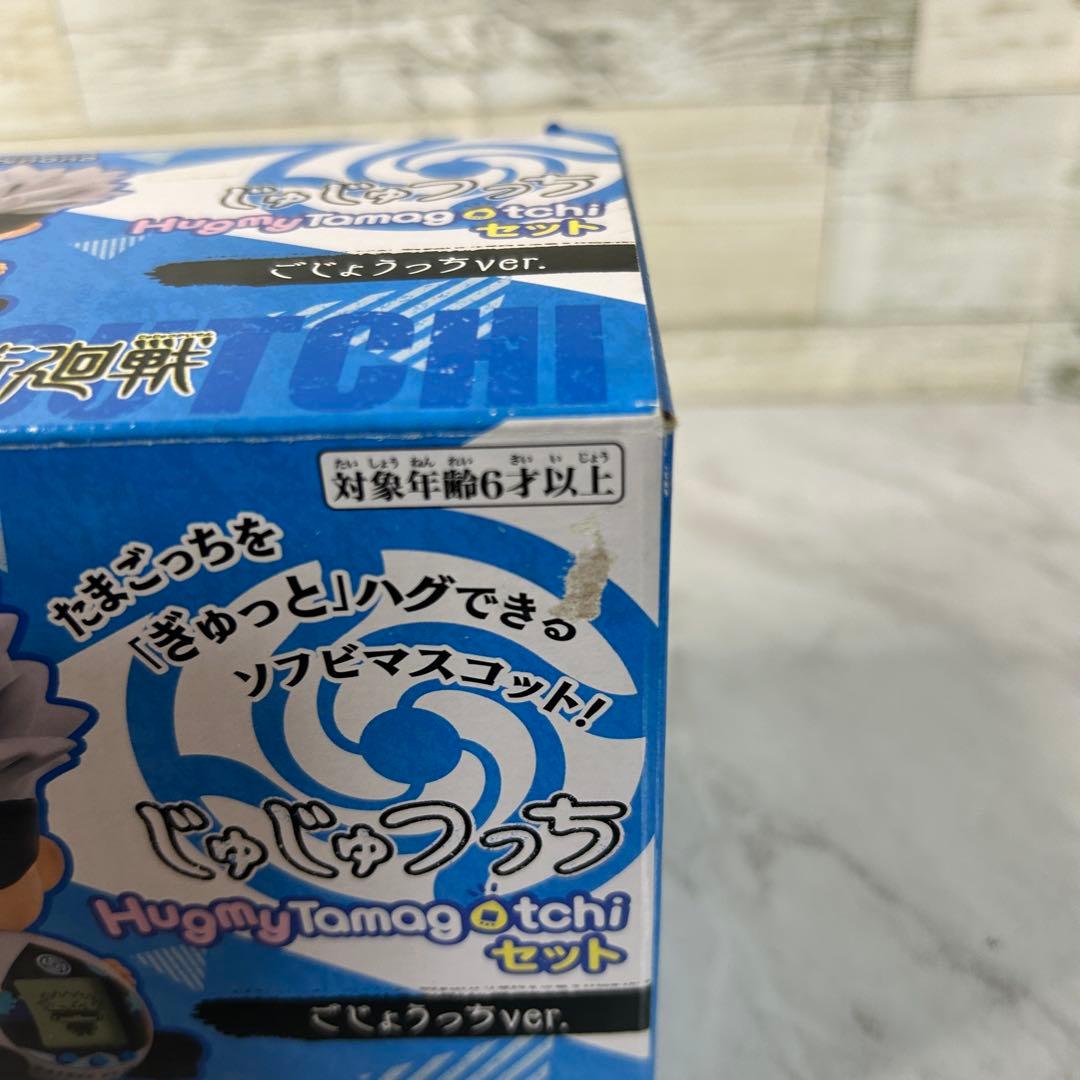 じゅじゅつっち
HugmyTamagotchi
セット
ごじょうっちver.
廻戦
UTCHI
たいしょうねんれい さいいじょう
対象年齢6才以上
たまごっちを
「ぎゅっと」ハグできる
ソフビマスコット!
じゅじゅつっち
HugmyTamagotchi
セット
ごじょうっちver.